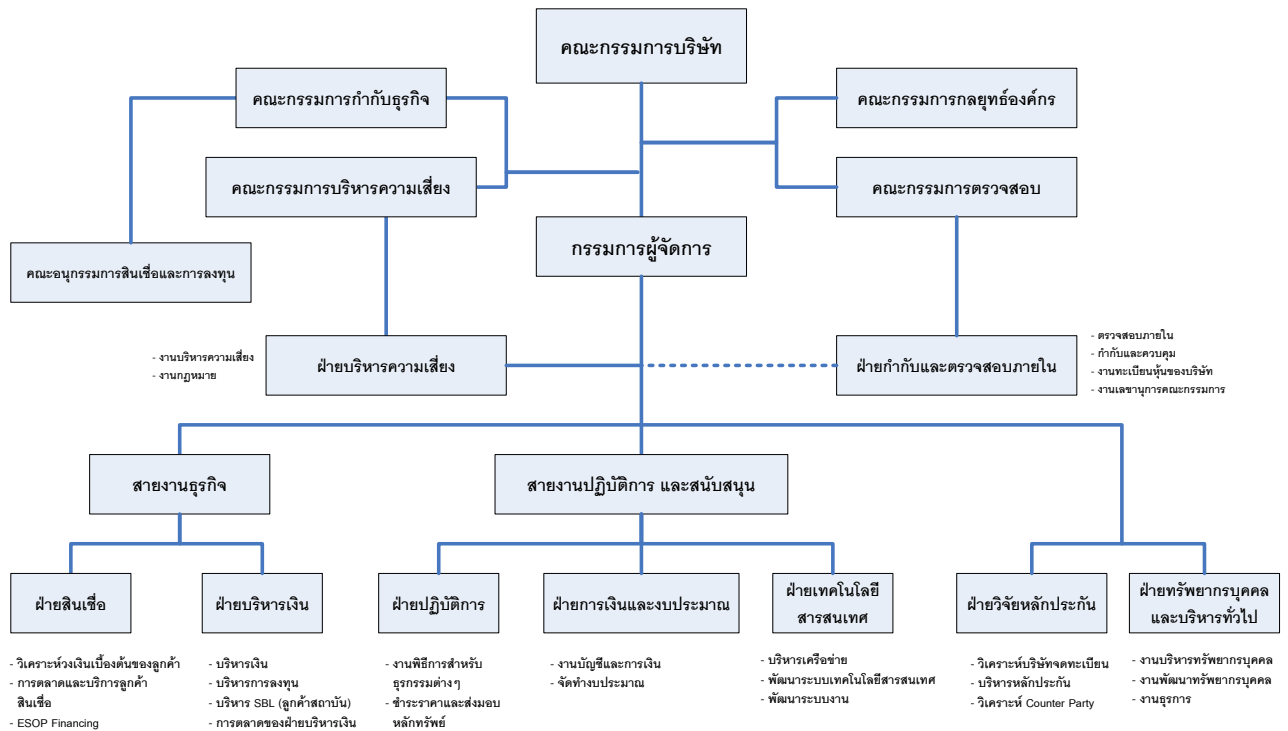 คณะกรรมการบริษัท
คณะกรรมการกำกับธุรกิจ
คณะกรรมการกลยุทธ์องค์กร
คณะกรรมการบริหารความเสี่ยง
คณะกรรมการตรวจสอบ
กรรมการผู้จัดการ
คณะอนุกรรมการสินเชื่อและการลงทุน
- งานบริหารความเสี่ยง
- งานกฎหมาย
ฝ่ายบริหารความเสี่ยง
ฝ่ายกำกับและตรวจสอบภายใน
- ตรวจสอบภายใน
- กำกับและควบคุม
- งานทะเบียนหุ้นของบริษัท
- งานเลขานุการคณะกรรมการ
สายงานธุรกิจ
สายงานปฏิบัติการ และสนับสนุน
ฝ่ายสินเชื่อ
- วิเคราะห์วงเงินเบื้องต้นของลูกค้า
- การตลาดและบริการลูกค้า
สินเชื่อ
- ESOP Financing
ฝ่ายบริหารเงิน
- บริหารเงิน
- บริหารการลงทุน
- บริหาร SBL (ลูกค้าสถาบัน)
- การตลาดของฝ่ายบริหารเงิน
ฝ่ายปฏิบัติการ
- งานพิธีการสำหรับ
ธุรกรรมต่างๆ
- ชำระราคาและส่งมอบ
หลักทรัพย์
ฝ่ายการเงินและงบประมาณ
- งานบัญชีและการเงิน
- จัดทำงบประมาณ
ฝ่ายเทคโนโลยี
สารสนเทศ
- บริหารเครือข่าย
- พัฒนาระบบเทคโนโลยีสารสนเทศ
- พัฒนาระบบงาน
ฝ่ายวิจัยหลักประกัน
- วิเคราะห์บริษัทจดทะเบียน
- บริหารหลักประกัน
- วิเคราะห์ Counter Party
ฝ่ายทรัพยากรบุคคล
และบริหารทั่วไป
- งานบริหารทรัพยากรบุคคล
- งานพัฒนาทรัพยากรบุคคล
- งานธุรการ